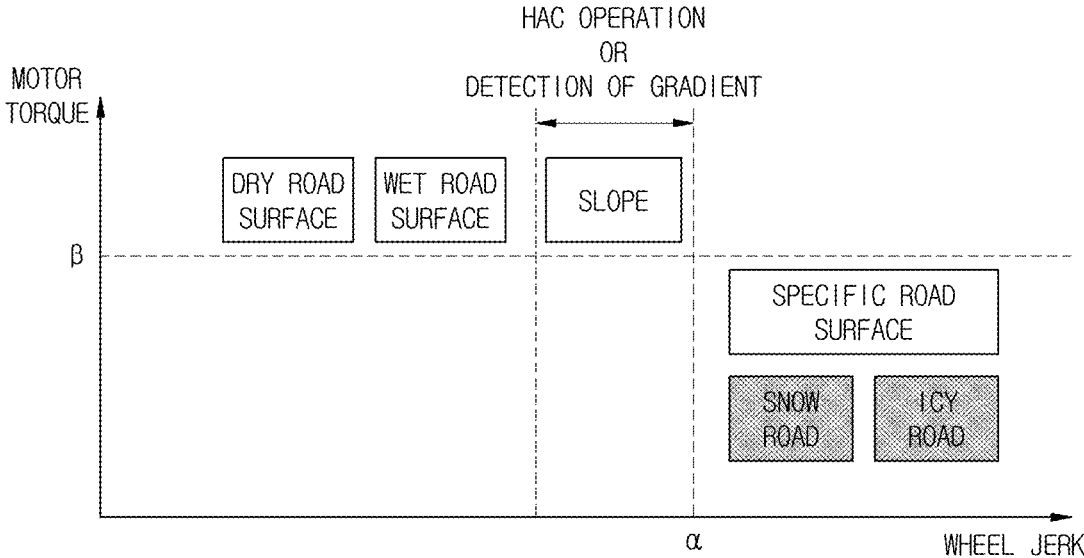 HAC OPERATION
OR
DETECTION OF GRADIENT
MOTOR
TORQUE
DRY ROAD
SURFACE
WET ROAD
SURFACE
SLOPE
β
SPECIFIC ROAD
SURFACE
SNOW
ROAD
ICY
ROAD
α
WHEEL JERK